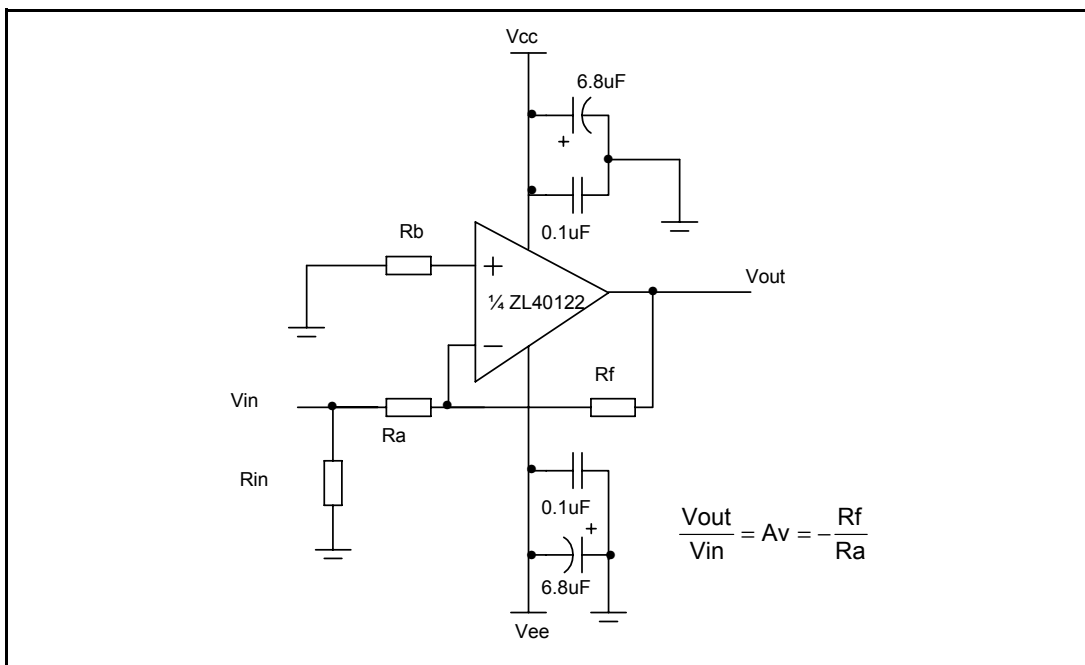 Vcc
6.8uF
+
0.1uF
Rb
+
Vout
¼ ZL40122
−
Rf
Vin
Ra
Rin
0.1uF
+
6.8uF
Vee
Vout/Vin = Av = −Rf/Ra